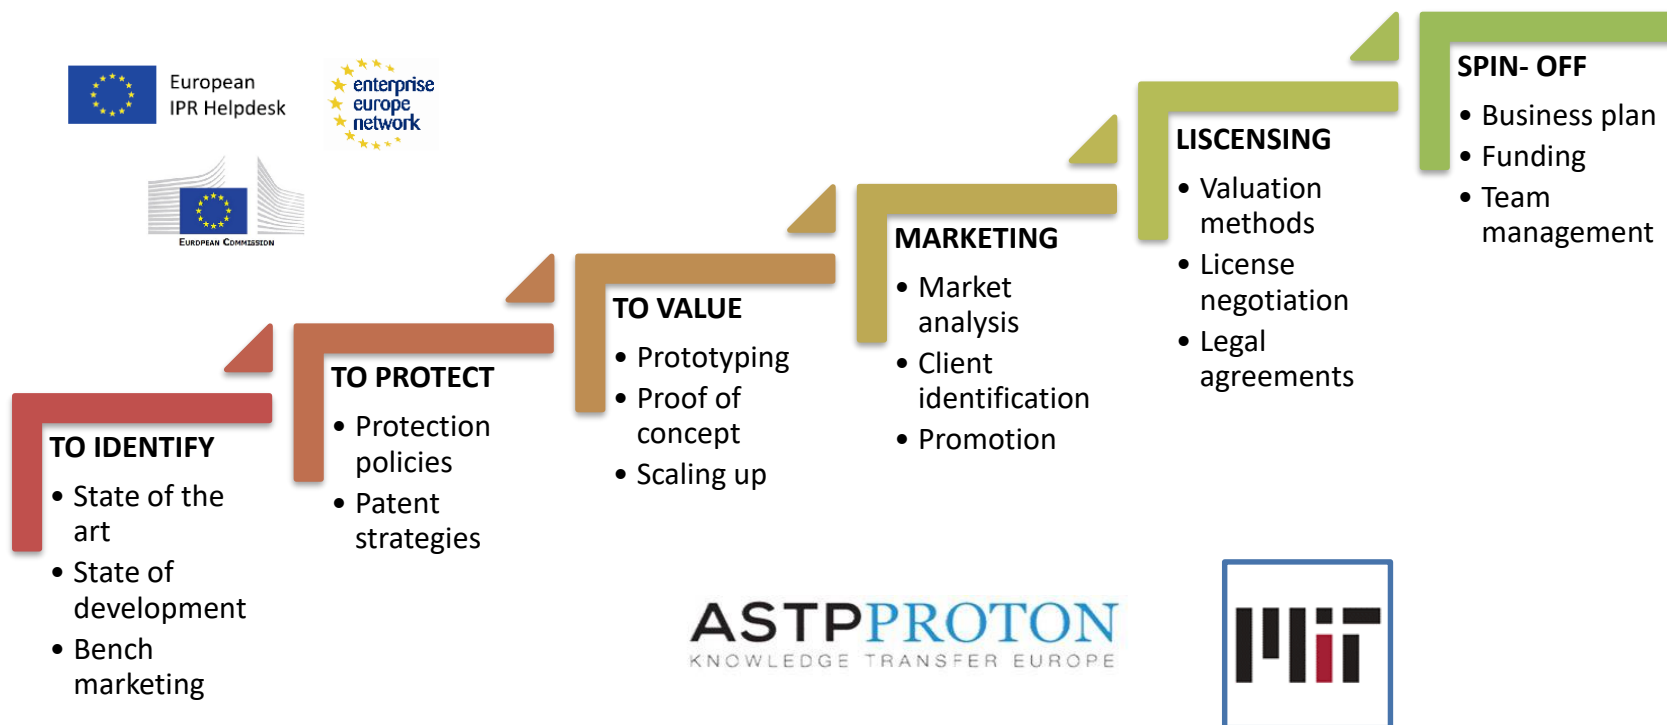 European
IPR Helpdesk
enterprise
europe
network
EUROPEAN COMMISSION
TO IDENTIFY
• State of the
art
• State of
development
• Bench
marketing
TO PROTECT
• Protection
policies
• Patent
strategies
TO VALUE
• Prototyping
• Proof of
concept
• Scaling up
MARKETING
• Market
analysis
• Client
identification
• Promotion
LISCENSING
• Valuation
methods
• License
negotiation
• Legal
agreements
SPIN- OFF
• Business plan
• Funding
• Team
management
ASTPPROTON
KNOWLEDGE TRANSFER EUROPE
MiT